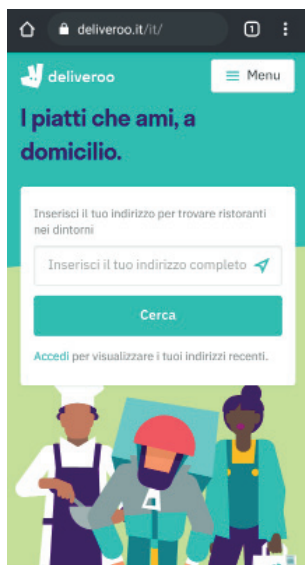 deliveroo.it/it/
1
deliveroo
Menu
I piatti che ami, a
domicilio.
Inserisci il tuo indirizzo per trovare ristoranti
nei dintorni
Inserisci il tuo indirizzo completo
Cerca
Accedi per visualizzare i tuoi indirizzi recenti.